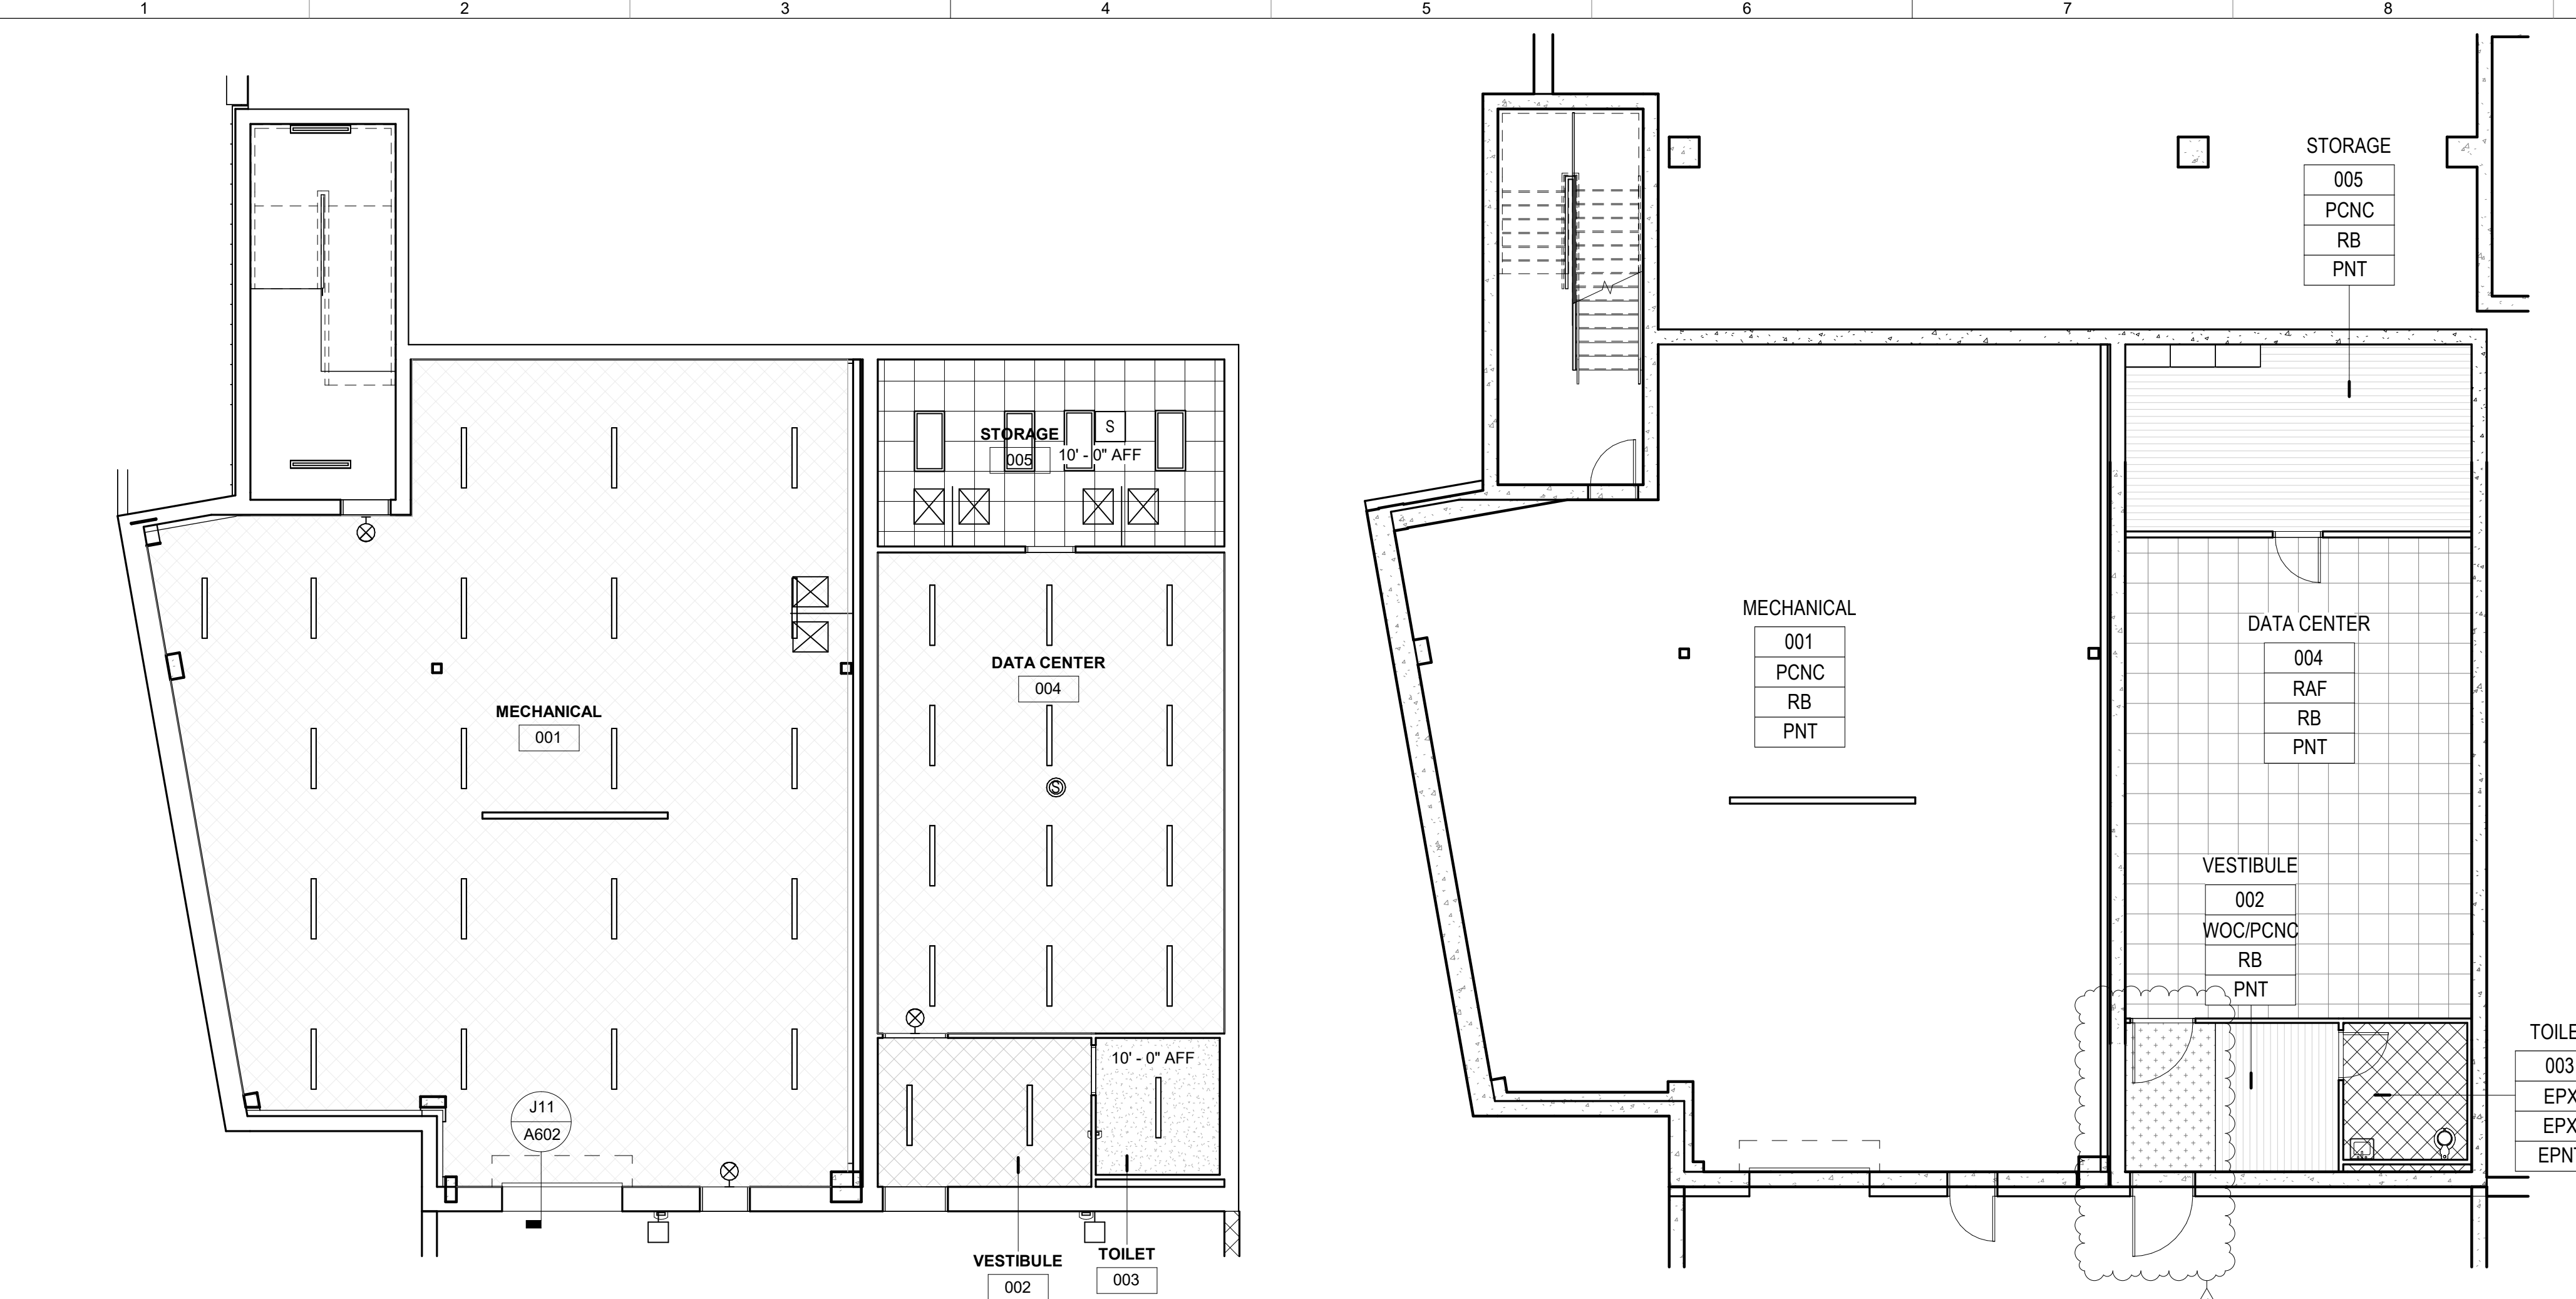 1 2 3 4 5 6 7 8
STORAGE
005
10' - 0" AFF
S
DATA CENTER
004
S
MECHANICAL
001
10' - 0" AFF
J11
A602
VESTIBULE
002
TOILET
003
STORAGE
005
PCNC
RB
PNT
MECHANICAL
001
PCNC
RB
PNT
DATA CENTER
004
RAF
RB
PNT
VESTIBULE
002
WOC/PCNC
RB
PNT
TOILE
003
EPX
EPX
EPNT